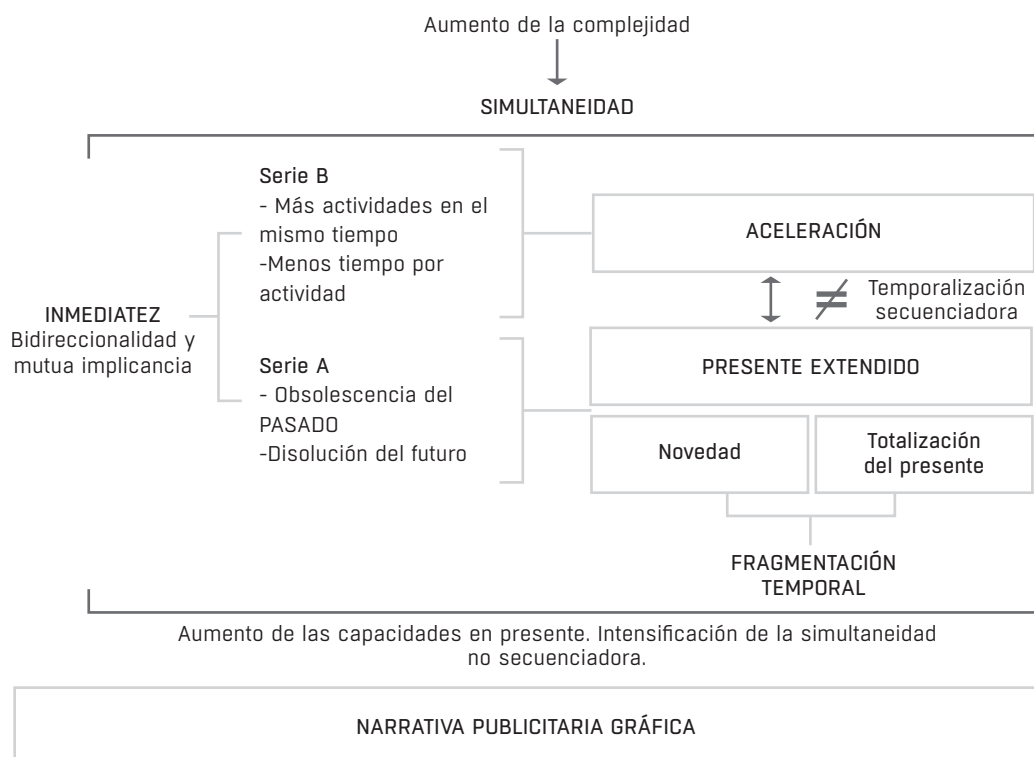 Aumento de la complejidad
SIMULTANEIDAD
Serie B
- Más actividades en el
mismo tiempo
-Menos tiempo por
actividad
ACELERACIÓN
≠ Temporalización
secuenciadora
INMEDIATEZ
Bidireccionalidad y
mutua implicancia
Serie A
- Obsolescencia del
PASADO
-Disolución del futuro
PRESENTE EXTENDIDO
Novedad
Totalización
del presente
FRAGMENTACIÓN
TEMPORAL
Aumento de las capacidades en presente. Intensificación de la simultaneidad
no secuenciadora.
NARRATIVA PUBLICITARIA GRÁFICA